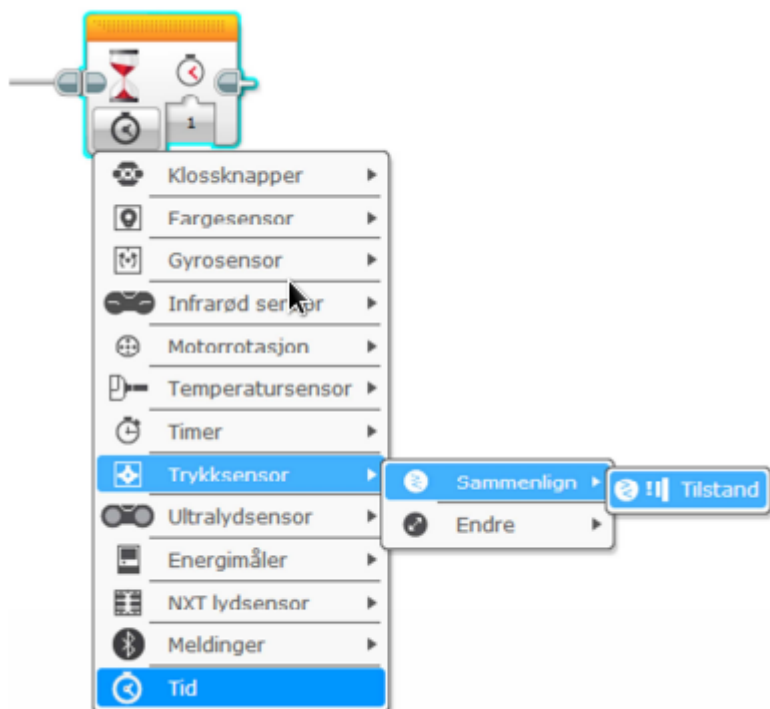 1
Klossknapper
Fargesensor
Gyrosensor
Infrarød sensor
Motorrotasjon
Temperatursensor
Timer
Trykksensor
Sammenlign
Tilstand
Ultralydsensor
Endre
Energimåler
NXT lydsensor
Meldinger
Tid